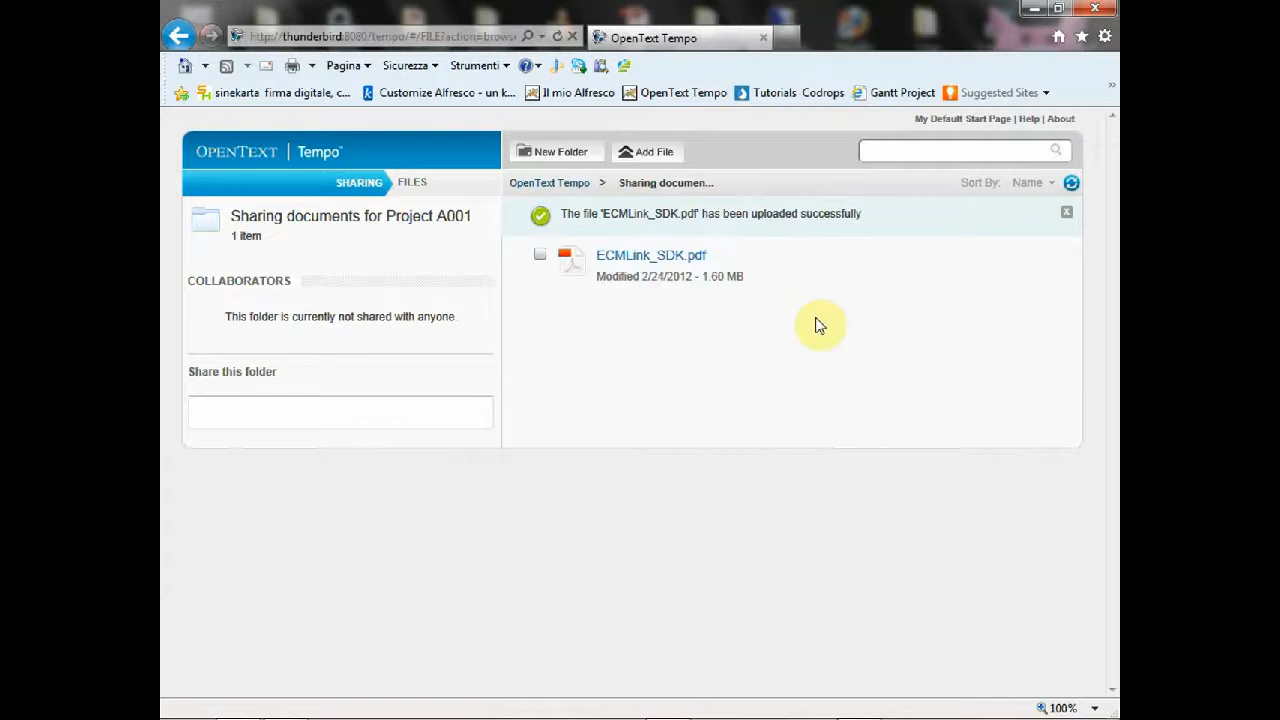 http://thunderbird:8080/tempo/#/FILE?action=brows
OpenText Tempo
Pagina
Sicurezza
Strumenti
sinekarta firma digitale, c...
Customize Alfresco - un k...
Il mio Alfresco
OpenText Tempo
Tutorials Codrops
Gantt Project
Suggested Sites
»
My Default Start Page | Help | About
OPENTEXT | Tempo™
New Folder
Add File
SHARING
FILES
OpenText Tempo > Sharing documen...
Sort By: Name
Sharing documents for Project A001
1 item
The file 'ECMLink_SDK.pdf' has been uploaded successfully
ECMLink_SDK.pdf
Modified 2/24/2012 - 1.60 MB
COLLABORATORS
This folder is currently not shared with anyone.
Share this folder
100%